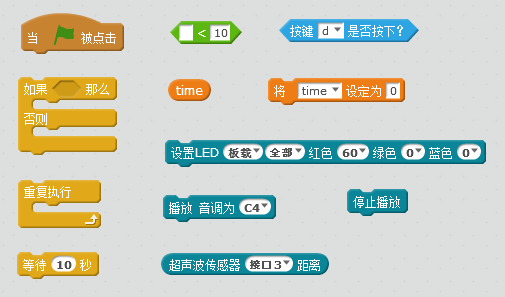 当 被点击
< 10
按键 d 是否按下?
如果 那么
否则
time
将 time 设定为 0
设置LED 板载 全部 红色 60 绿色 0 蓝色 0
重复执行
播放 音调为 C4
停止播放
等待 10 秒
超声波传感器 接口3 距离